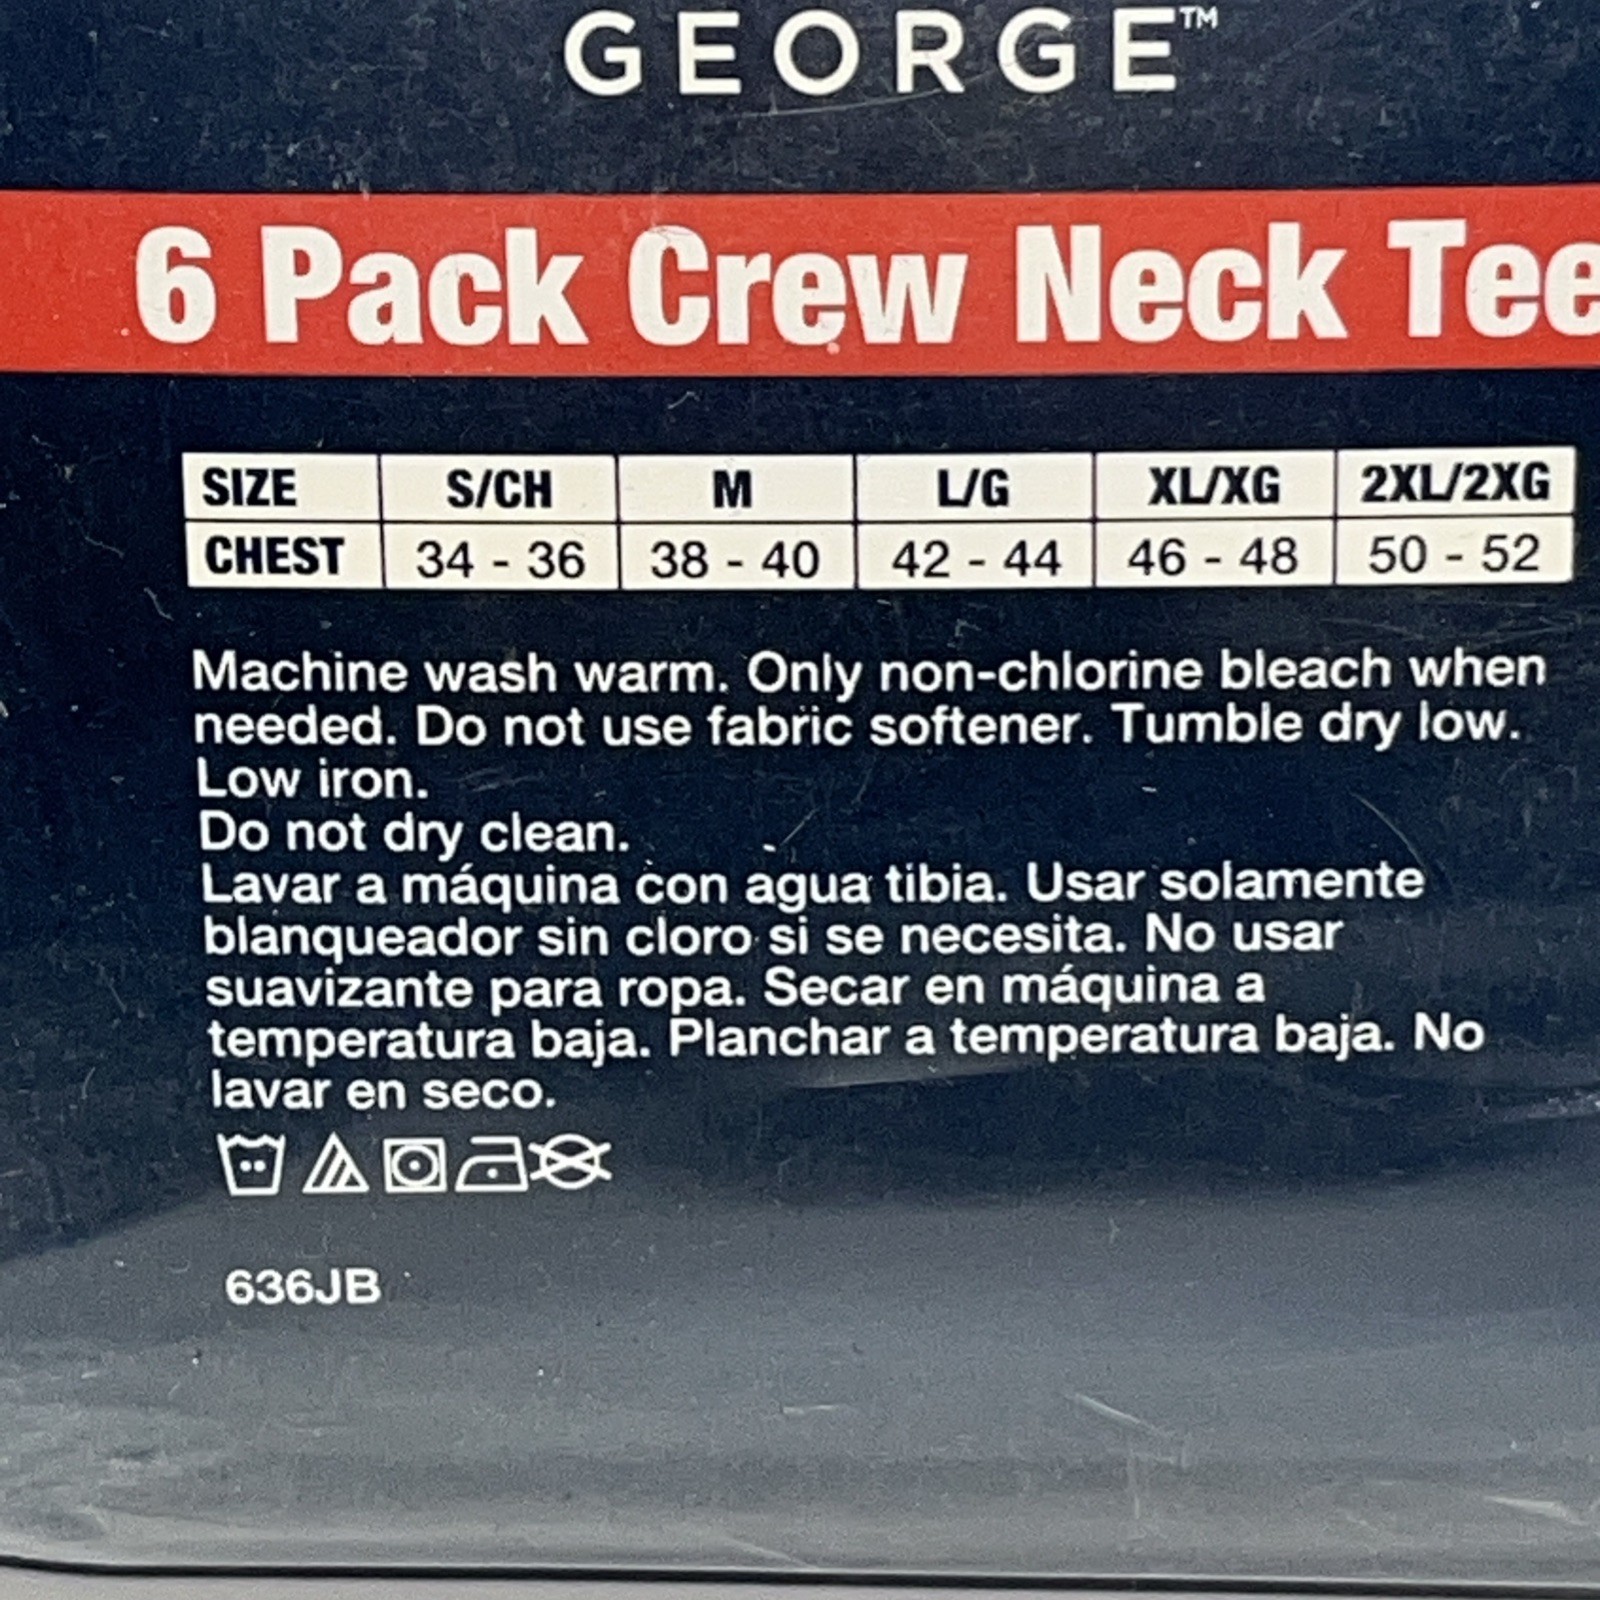 GEORGE™
6 Pack Crew Neck Tee
SIZE S/CH M L/G XL/XG 2XL/2XG
CHEST 34 - 36 38 - 40 42 - 44 46 - 48 50 - 52
Machine wash warm. Only non-chlorine bleach when
needed. Do not use fabric softener. Tumble dry low.
Low iron.
Do not dry clean.
Lavar a máquina con agua tibia. Usar solamente
blanqueador sin cloro si se necesita. No usar
suavizante para ropa. Secar en máquina a
temperatura baja. Planchar a temperatura baja. No
lavar en seco.
636JB